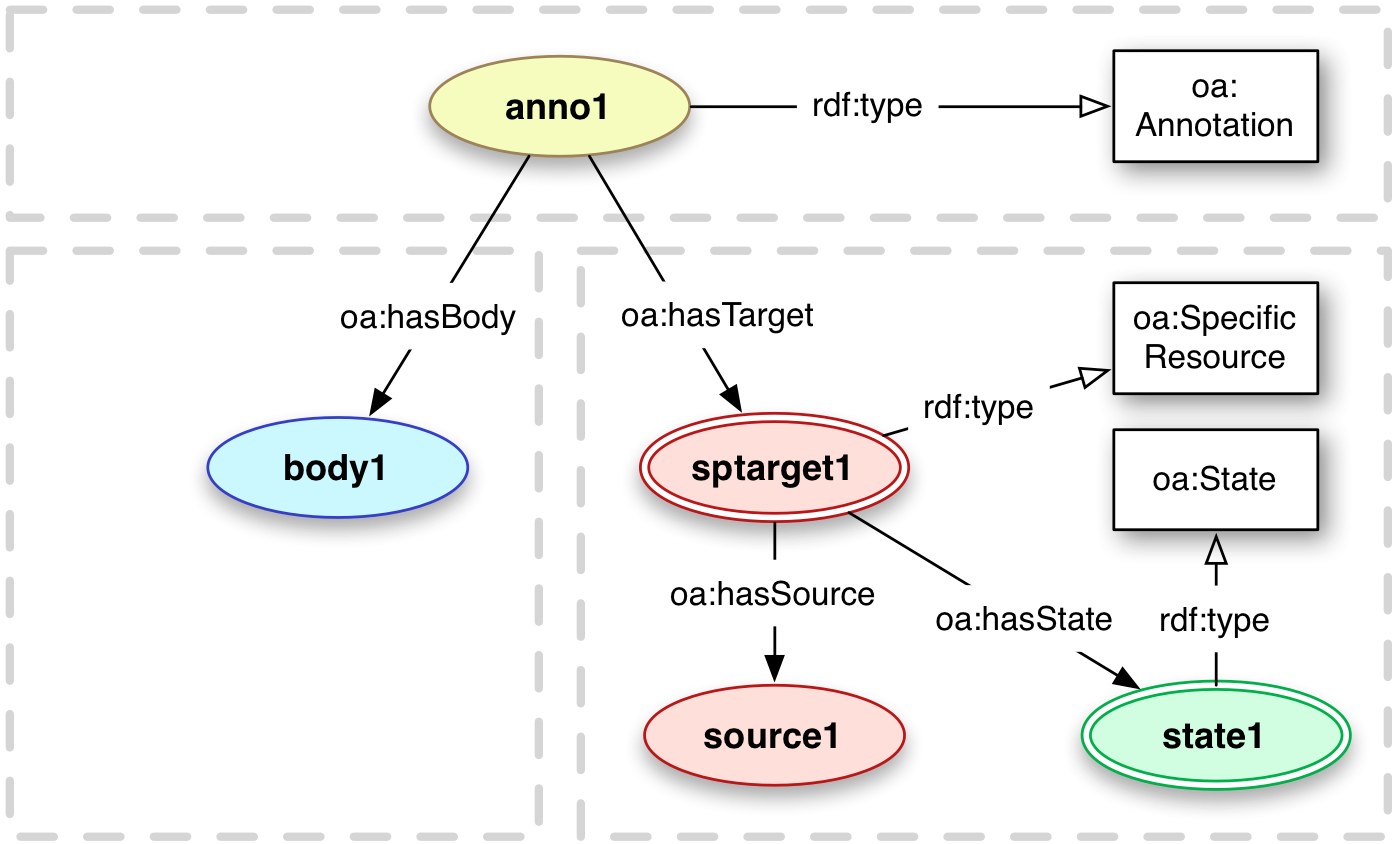 anno1
rdf:type
oa:
Annotation
oa:hasBody
oa:hasTarget
oa:Specific
Resource
rdf:type
body1
sptarget1
oa:State
oa:hasSource
oa:hasState
rdf:type
source1
state1